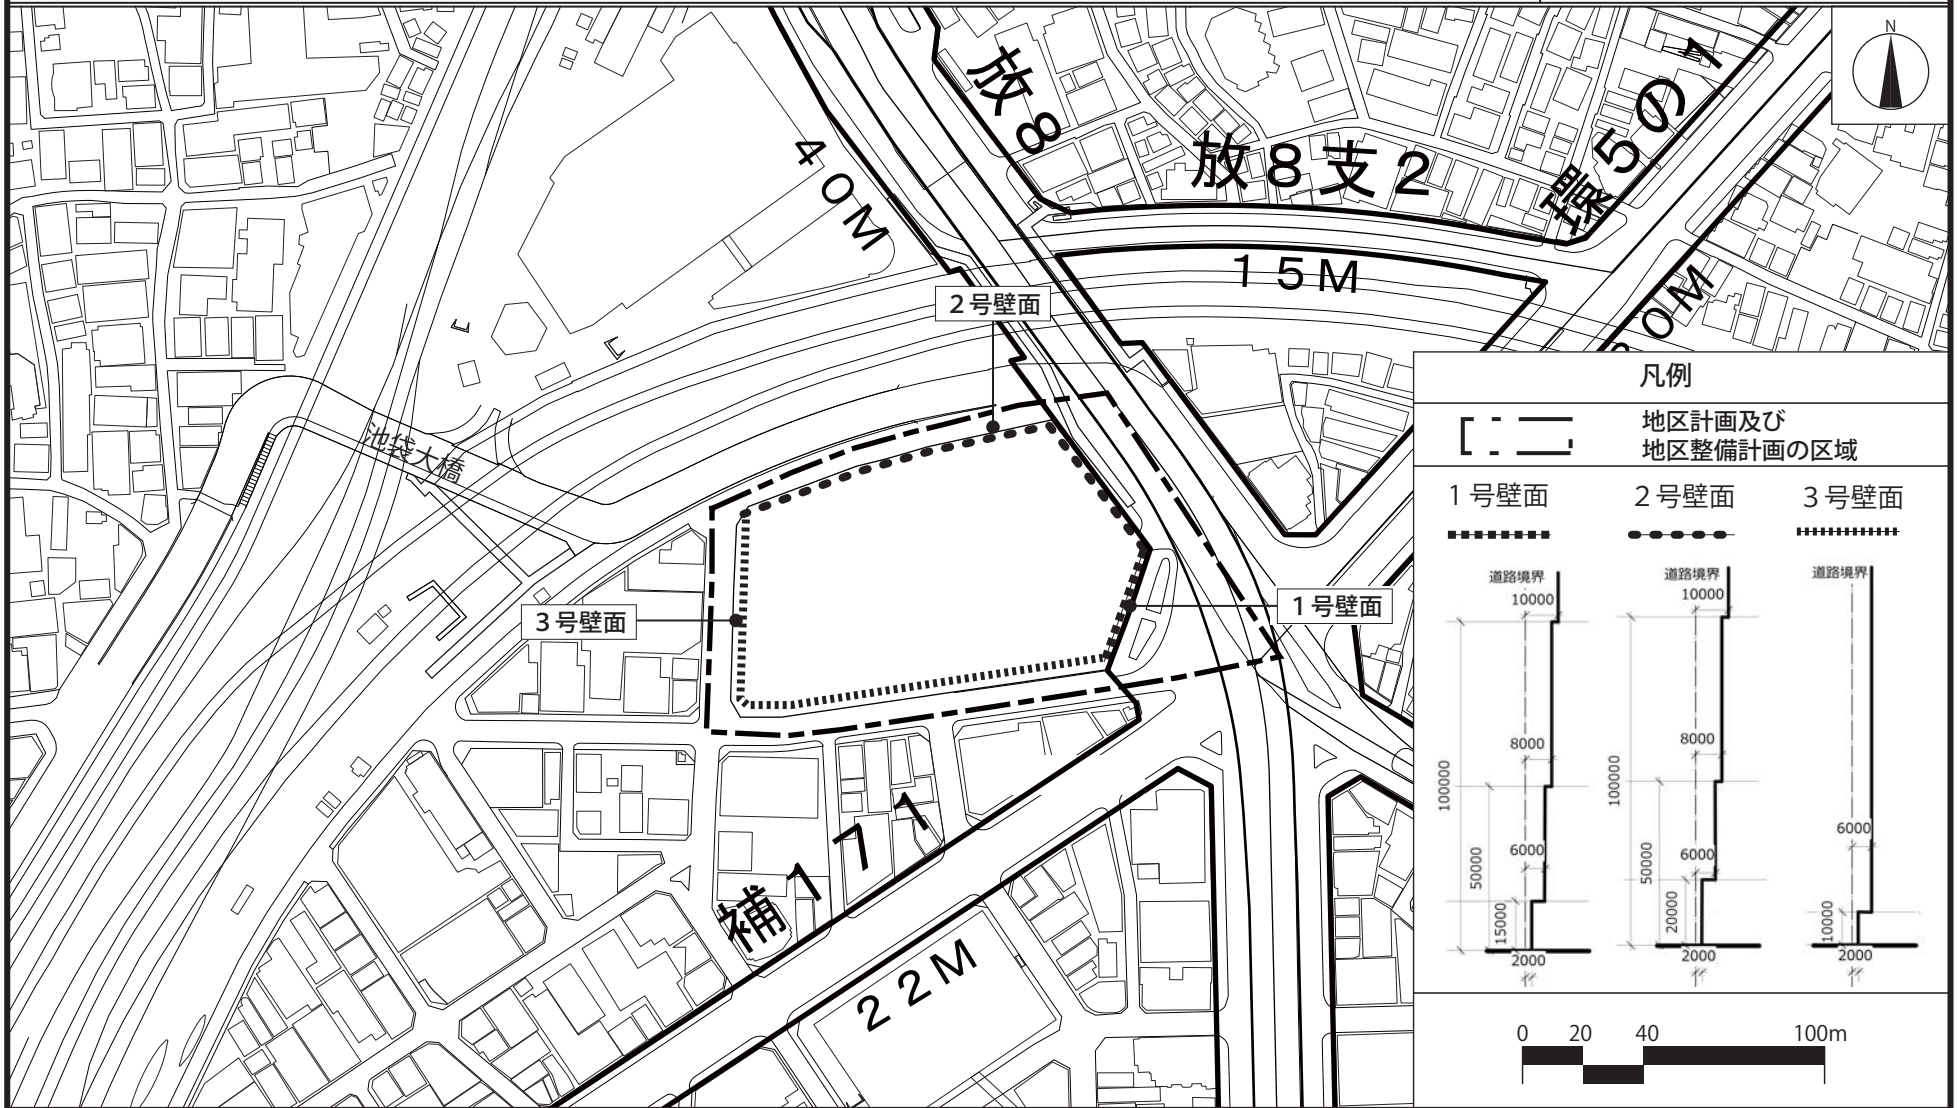 N
放8
放8支2
環5の1
40M
15M
30M
2号壁面
池袋大橋
3号壁面
1号壁面
補171
22M
凡例
地区計画及び
地区整備計画の区域
1号壁面 2号壁面 3号壁面
道路境界 道路境界 道路境界
10000 10000
8000 8000
100000 100000
6000
50000 6000 50000 6000
15000 20000 10000
2000 2000 2000
0 20 40 100m